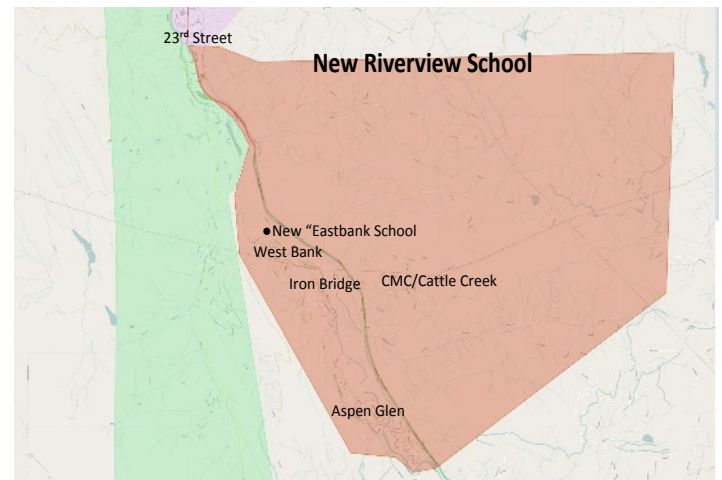 23rd Street
New Riverview School
●New “Eastbank School
West Bank
Iron Bridge
CMC/Cattle Creek
Aspen Glen